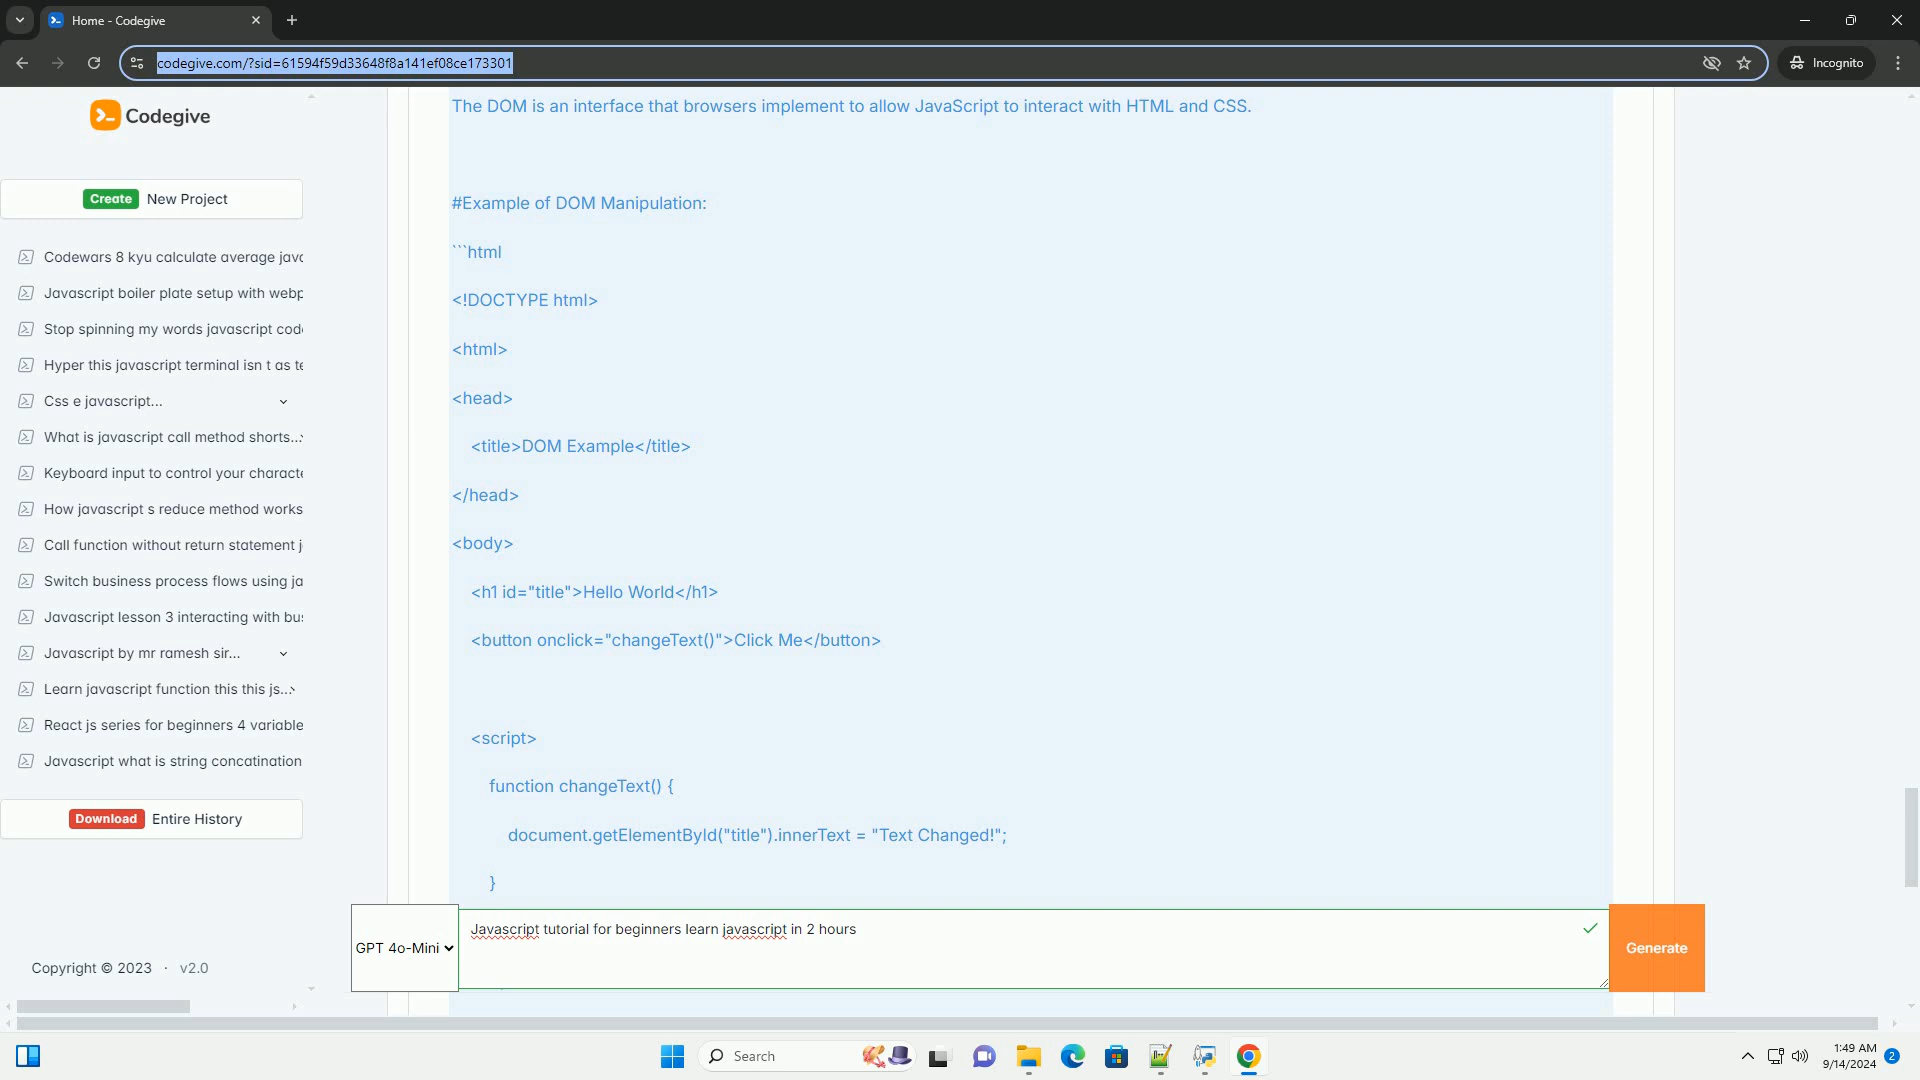 Home - Codegive
codegive.com/?sid=61594f59d33648f8a141ef08ce173301
Incognito
Codegive
Create New Project
Codewars 8 kyu calculate average java
Javascript boiler plate setup with webp
Stop spinning my words javascript cod
Hyper this javascript terminal isn t as te
Css e javascript...
What is javascript call method shorts...
Keyboard input to control your characte
How javascript s reduce method works
Call function without return statement j
Switch business process flows using ja
Javascript lesson 3 interacting with bu
Javascript by mr ramesh sir...
Learn javascript function this this js...
React js series for beginners 4 variable
Javascript what is string concatination
Download Entire History
Copyright © 2023 · v2.0
The DOM is an interface that browsers implement to allow JavaScript to interact with HTML and CSS.
#Example of DOM Manipulation:
```html
<!DOCTYPE html>
<html>
<head>
<title>DOM Example</title>
</head>
<body>
<h1 id="title">Hello World</h1>
<button onclick="changeText()">Click Me</button>
<script>
function changeText() {
document.getElementById("title").innerText = "Text Changed!";
}
GPT 4o-Mini
Javascript tutorial for beginners learn javascript in 2 hours
Generate
Search
1:49 AM
9/14/2024
2